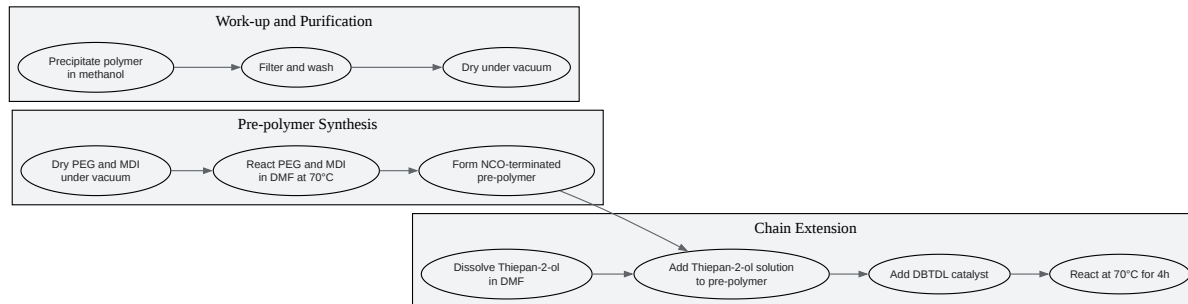 Work-up and Purification
Precipitate polymer
in methanol
Filter and wash
Dry under vacuum
Pre-polymer Synthesis
Dry PEG and MDI
under vacuum
React PEG and MDI
in DMF at 70°C
Form NCO-terminated
pre-polymer
Chain Extension
Dissolve Thiepan-2-ol
in DMF
Add Thiepan-2-ol solution
to pre-polymer
Add DBTDL catalyst
React at 70°C for 4h